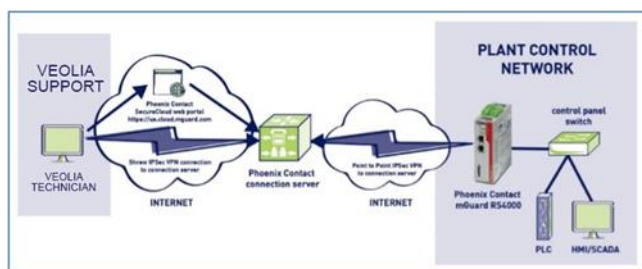 VEOLIA
SUPPORT
VEOLIA
TECHNICIAN
Phoenix Contact
SecureCloud web portal
https://us.cloud.mguard.com
Shrew IPSec VPN connection
to connection server
INTERNET
Phoenix Contact
connection server
Point to Point IPSec VPN
to connection server
INTERNET
PLANT CONTROL
NETWORK
control panel
switch
Phoenix Contact
mGuard RS4000
PLC
HMI/SCADA